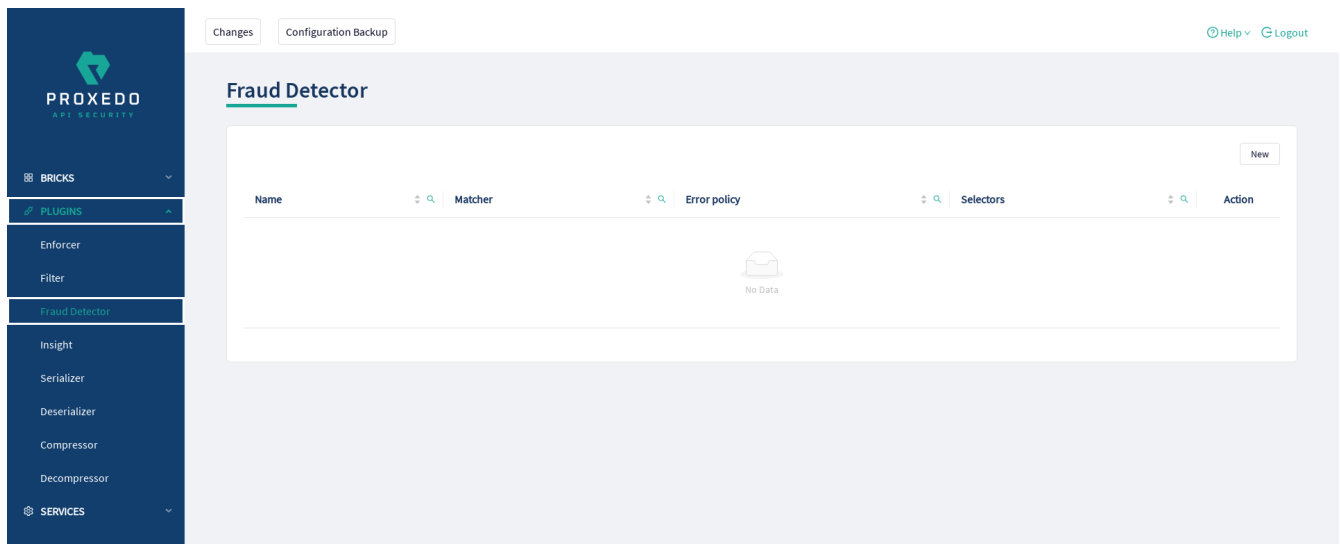 Changes Configuration Backup Help Logout
PROXEDO
API SECURITY
Fraud Detector
New
BRICKS
PLUGINS
Name Matcher Error policy Selectors Action
Enforcer
Filter
No Data
Fraud Detector
Insight
Serializer
Deserializer
Compressor
Decompressor
SERVICES